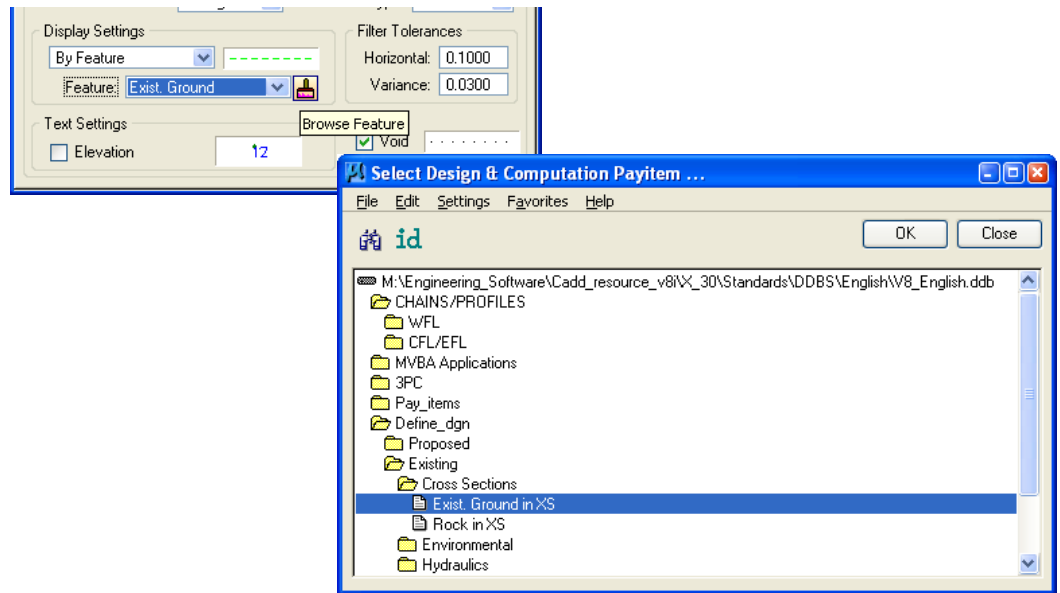 Display Settings
Filter Tolerances
By Feature
Horizontal: 0.1000
Feature: Exist. Ground
Variance: 0.0300
Browse Feature
Text Settings
Void
Elevation
12
Select Design & Computation Payitem ...
File Edit Settings Favorites Help
id
OK
Close
M:\Engineering_Software\Cadd_resource_v8i\X_30\Standards\DDBS\English\V8_English.ddb
CHAINS/PROFILES
WFL
CFL/EFL
MVBA Applications
3PC
Pay_items
Define_dgn
Proposed
Existing
Cross Sections
Exist. Ground in XS
Rock in XS
Environmental
Hydraulics